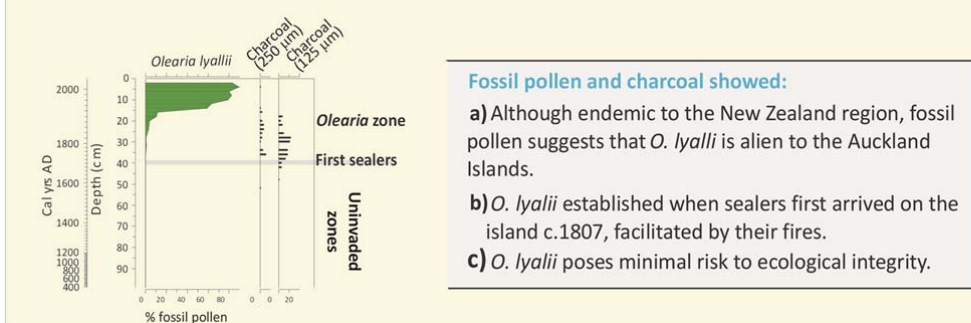 Olearia lyallii
Charcoal
(250 µm)
Charcoal
(125 µm)
Cal yrs AD
2000
1800
1600
1400
1200
1000
800
600
400
Depth (cm)
0
10
20
30
40
50
60
70
80
90
Olearia zone
First sealers
Uninvaded
zones
0 20 40 60 80 0 0 20
% fossil pollen
Fossil pollen and charcoal showed:
a) Although endemic to the New Zealand region, fossil
pollen suggests that O. lyalli is alien to the Auckland
Islands.
b) O. lyalii established when sealers first arrived on the
island c.1807, facilitated by their fires.
c) O. lyalii poses minimal risk to ecological integrity.